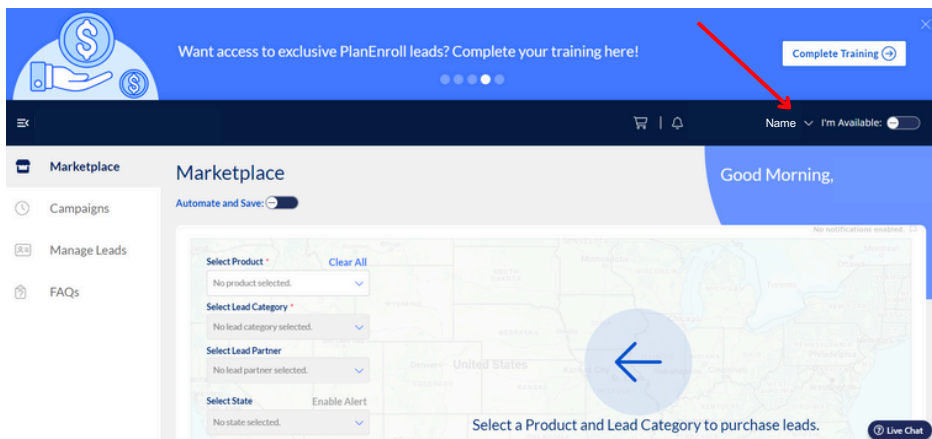 Want access to exclusive PlanEnroll leads? Complete your training here!
Complete Training
Name
I'm Available:
Marketplace
Campaigns
Manage Leads
FAQs
Marketplace
Automate and Save:
Good Morning,
No notifications enabled.
Select Product *
Clear All
No product selected.
Select Lead Category *
No lead category selected.
Select Lead Partner
No lead partner selected.
Select State
Enable Alert
No state selected.
United States
Select a Product and Lead Category to purchase leads.
Live Chat